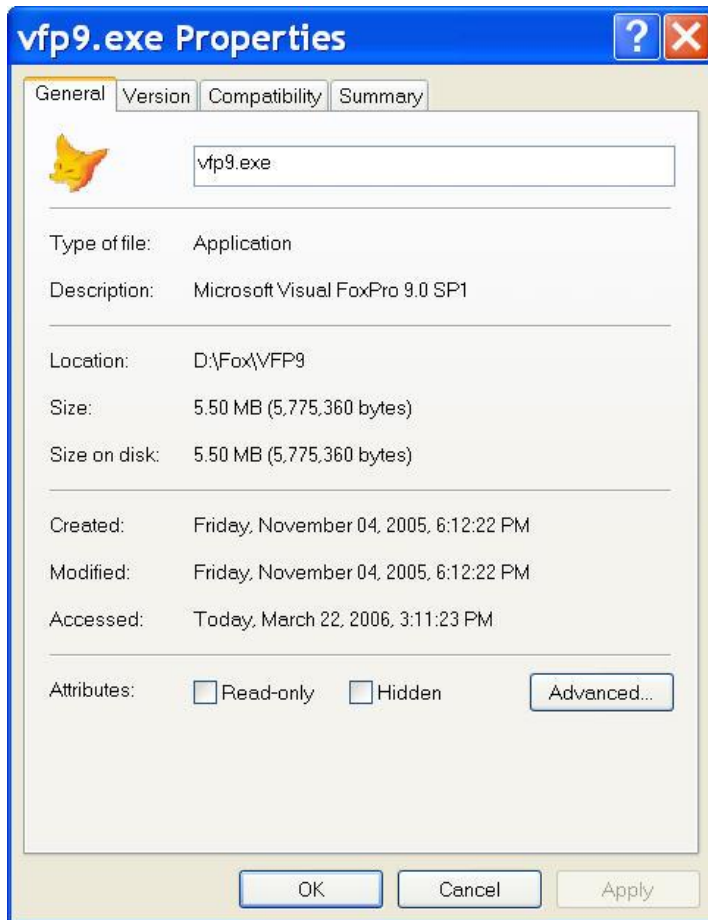 vfp9.exe Properties
?
General Version Compatibility Summary
vfp9.exe
Type of file: Application
Description: Microsoft Visual FoxPro 9.0 SP1
Location: D:\Fox\VFP9
Size: 5.50 MB (5,775,360 bytes)
Size on disk: 5.50 MB (5,775,360 bytes)
Created: Friday, November 04, 2005, 6:12:22 PM
Modified: Friday, November 04, 2005, 6:12:22 PM
Accessed: Today, March 22, 2006, 3:11:23 PM
Attributes: Read-only Hidden Advanced...
OK Cancel Apply